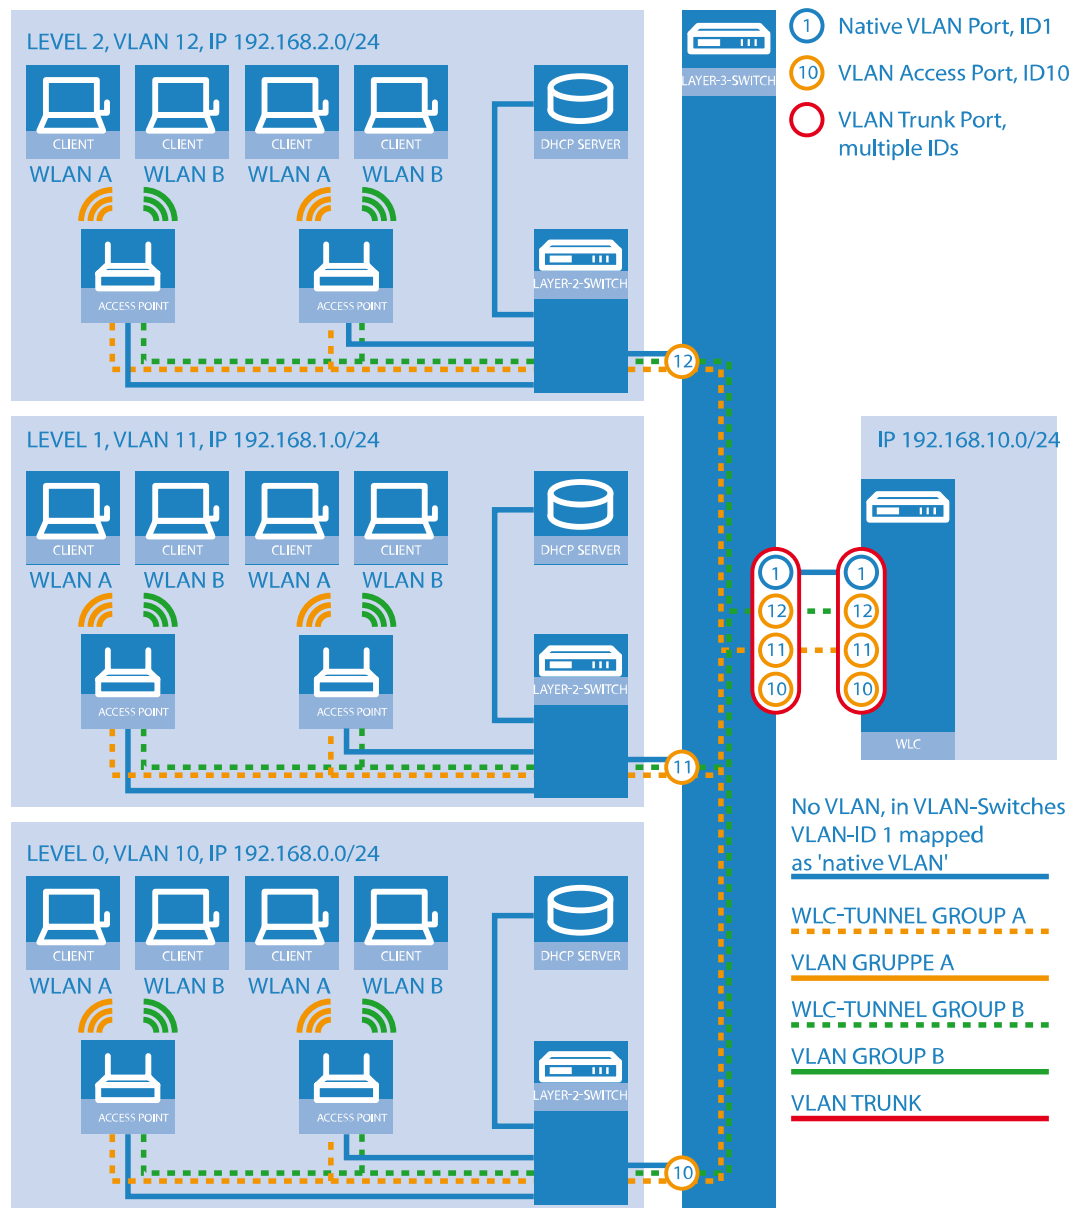 LEVEL 2, VLAN 12, IP 192.168.2.0/24
CLIENT CLIENT CLIENT CLIENT DHCP SERVER
WLAN A WLAN B WLAN A WLAN B
ACCESS POINT ACCESS POINT LAYER-2-SWITCH
12
LEVEL 1, VLAN 11, IP 192.168.1.0/24
CLIENT CLIENT CLIENT CLIENT DHCP SERVER
WLAN A WLAN B WLAN A WLAN B
ACCESS POINT ACCESS POINT LAYER-2-SWITCH
11
LEVEL 0, VLAN 10, IP 192.168.0.0/24
CLIENT CLIENT CLIENT CLIENT DHCP SERVER
WLAN A WLAN B WLAN A WLAN B
ACCESS POINT ACCESS POINT LAYER-2-SWITCH
10
LAYER-3-SWITCH
1 Native VLAN Port, ID1
10 VLAN Access Port, ID10
VLAN Trunk Port,
multiple IDs
IP 192.168.10.0/24
1 1
12 12
11 11
10 10
WLC
No VLAN, in VLAN-Switches
VLAN-ID 1 mapped
as 'native VLAN'
WLC-TUNNEL GROUP A
VLAN GRUPPE A
WLC-TUNNEL GROUP B
VLAN GROUP B
VLAN TRUNK